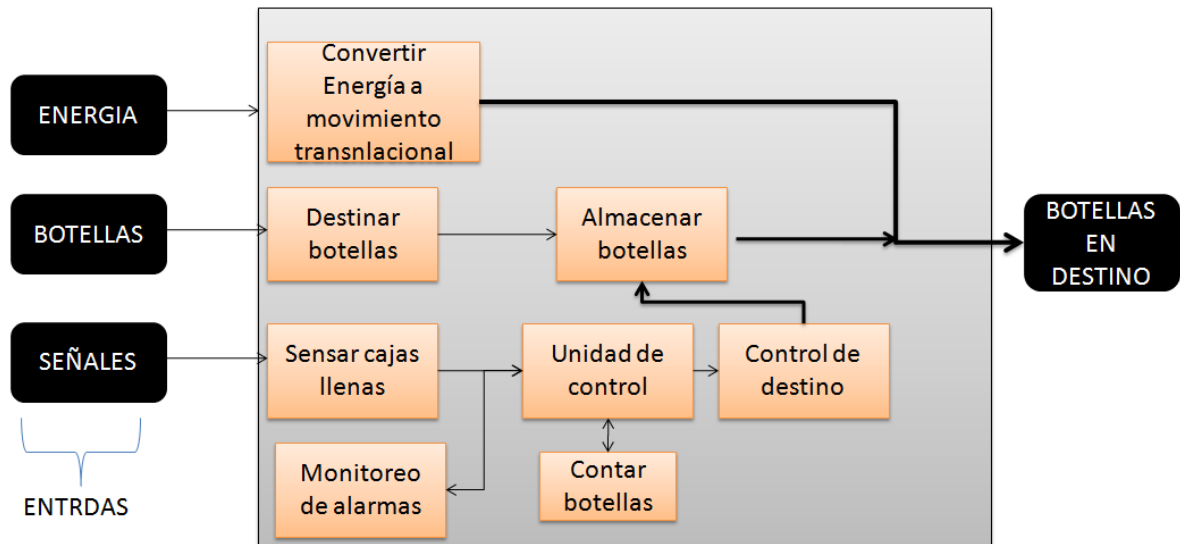 ENERGIA
Convertir
Energía a
movimiento
transnlacional
BOTELLAS
Destinar
botellas
Almacenar
botellas
BOTELLAS
EN
DESTINO
SEÑALES
Sensar cajas
llenas
Unidad de
control
Control de
destino
Monitoreo
de alarmas
Contar
botellas
ENTRDAS